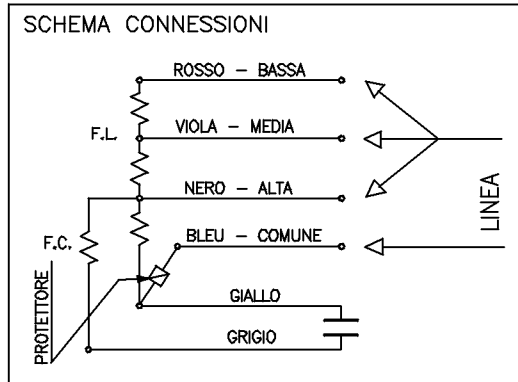 SCHEMA CONNESSIONI
ROSSO - BASSA
F.L.
VIOLA - MEDIA
NERO - ALTA
F.C.
BLEU - COMUNE
LINEA
PROTETTORE
GIALLO
GRIGIO